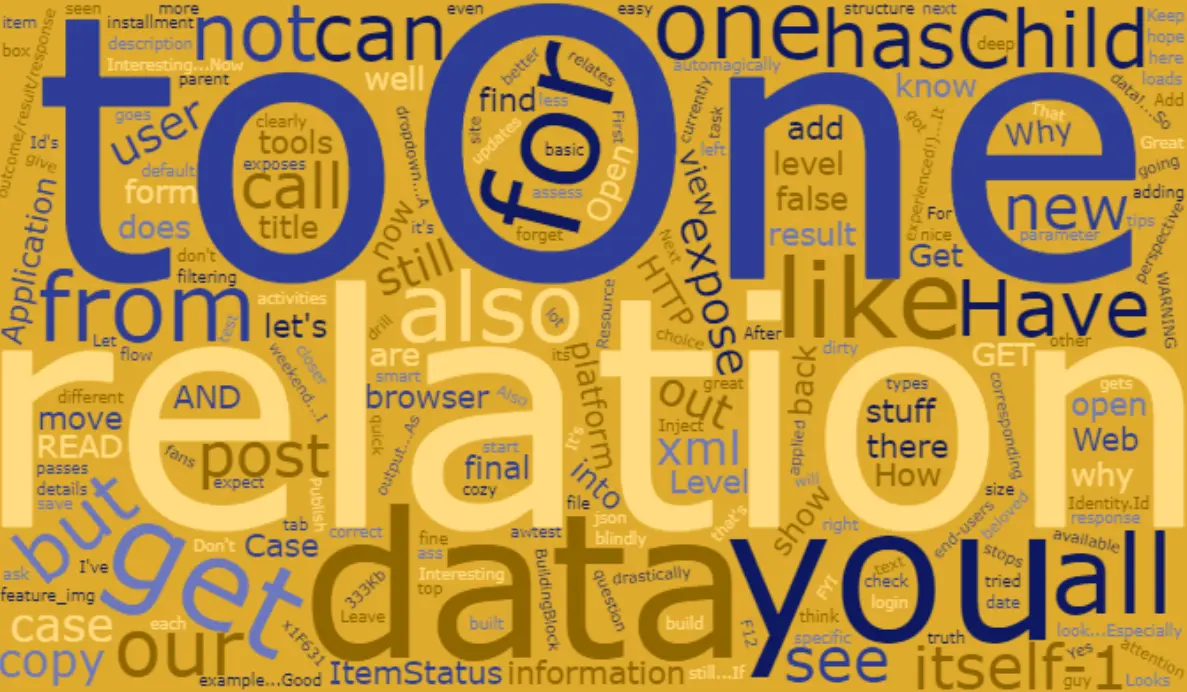 item
seen
more
installment
box
description
Interesting...Now
not
can
even
easy
one
structure
next
hasChild
deep
Keep
hope
here
loads
Add
parent
well
automagically
know
data!...So
outcome/result/response
toOne
for
better
relates
find
less
site
updates
basic
First
Open
assess
forget
goes
user
clearly
tools
exposes
call
title
default
form
does
don't
filtering
Id's
give
Application
dropdown...A
now
it's
still
currently
task
left
view
expose
add
level
false
result
got
experienced!)...It
For
nice
Get
That
Why
new
parameter
tips
Great
going
adding
perspective
WARNING
from
activities
let's
test
Let
flow
also
drill
lot
Resource
Next
HTTP
choice
After
like
Have
dirty
other
relation
different
move
READ
passes
details
save
AND
fans
post
expect
weekend...I
closer
are
smart
browser
Also
quick
output...As
start
final
cozy
its
It's
platform
into
file
out
great
Inject
xml
Level
back
applied
will
show
types
stuff
there
How
GET
corresponding
size
gets
open
Web
why
Identity.Id
response
but
get
ask
I've
feature_img
case
copy
each
our
example...Good
tab
Don't
Case
Publish
correct
x1F631
333Kb
Leave
data
fine
ass
Interesting
top
awtest
built
BuildingBlock
json
blindly
question
drastically
build
that's
F12
FYI
you
right
text
check
login
think
specific
see
truth
end-users
beloved
stops
tried
date
available
all
look...Especially
Yes
attention
guy
Looks
itself-1
ItemStatus
information
still...If